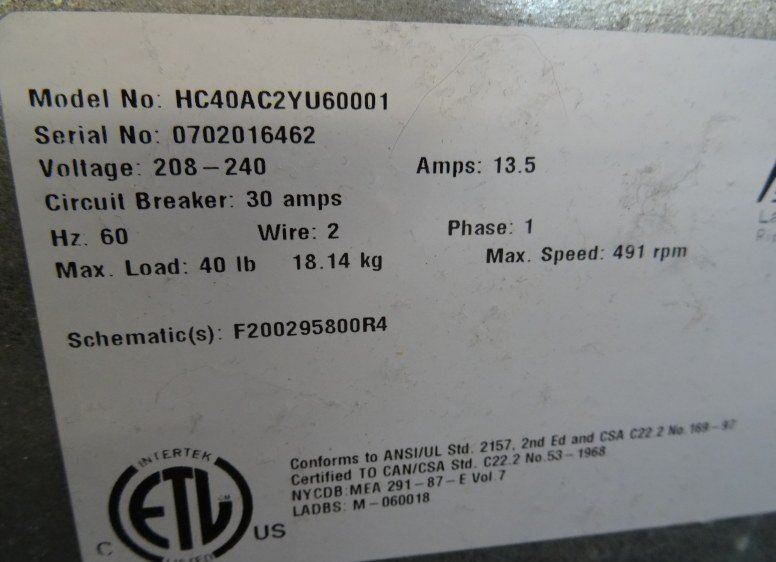 Model No: HC40AC2YU60001
Serial No: 0702016462
Voltage: 208-240 Amps: 13.5
Circuit Breaker: 30 amps
Hz. 60 Wire: 2 Phase: 1
Max. Load: 40 lb 18.14 kg Max. Speed: 491 rpm
Schematic(s): F200295800R4
Conforms to ANSI/UL Std. 2157, 2nd Ed and CSA C22.2 No.169-97
Certified TO CAN/CSA Std. C22.2 No.53-1968
NYCDB:MEA 291-87-E Vol.7
LADBS: M-060018
INTERTEK
ETL
CM
LISTED
C US